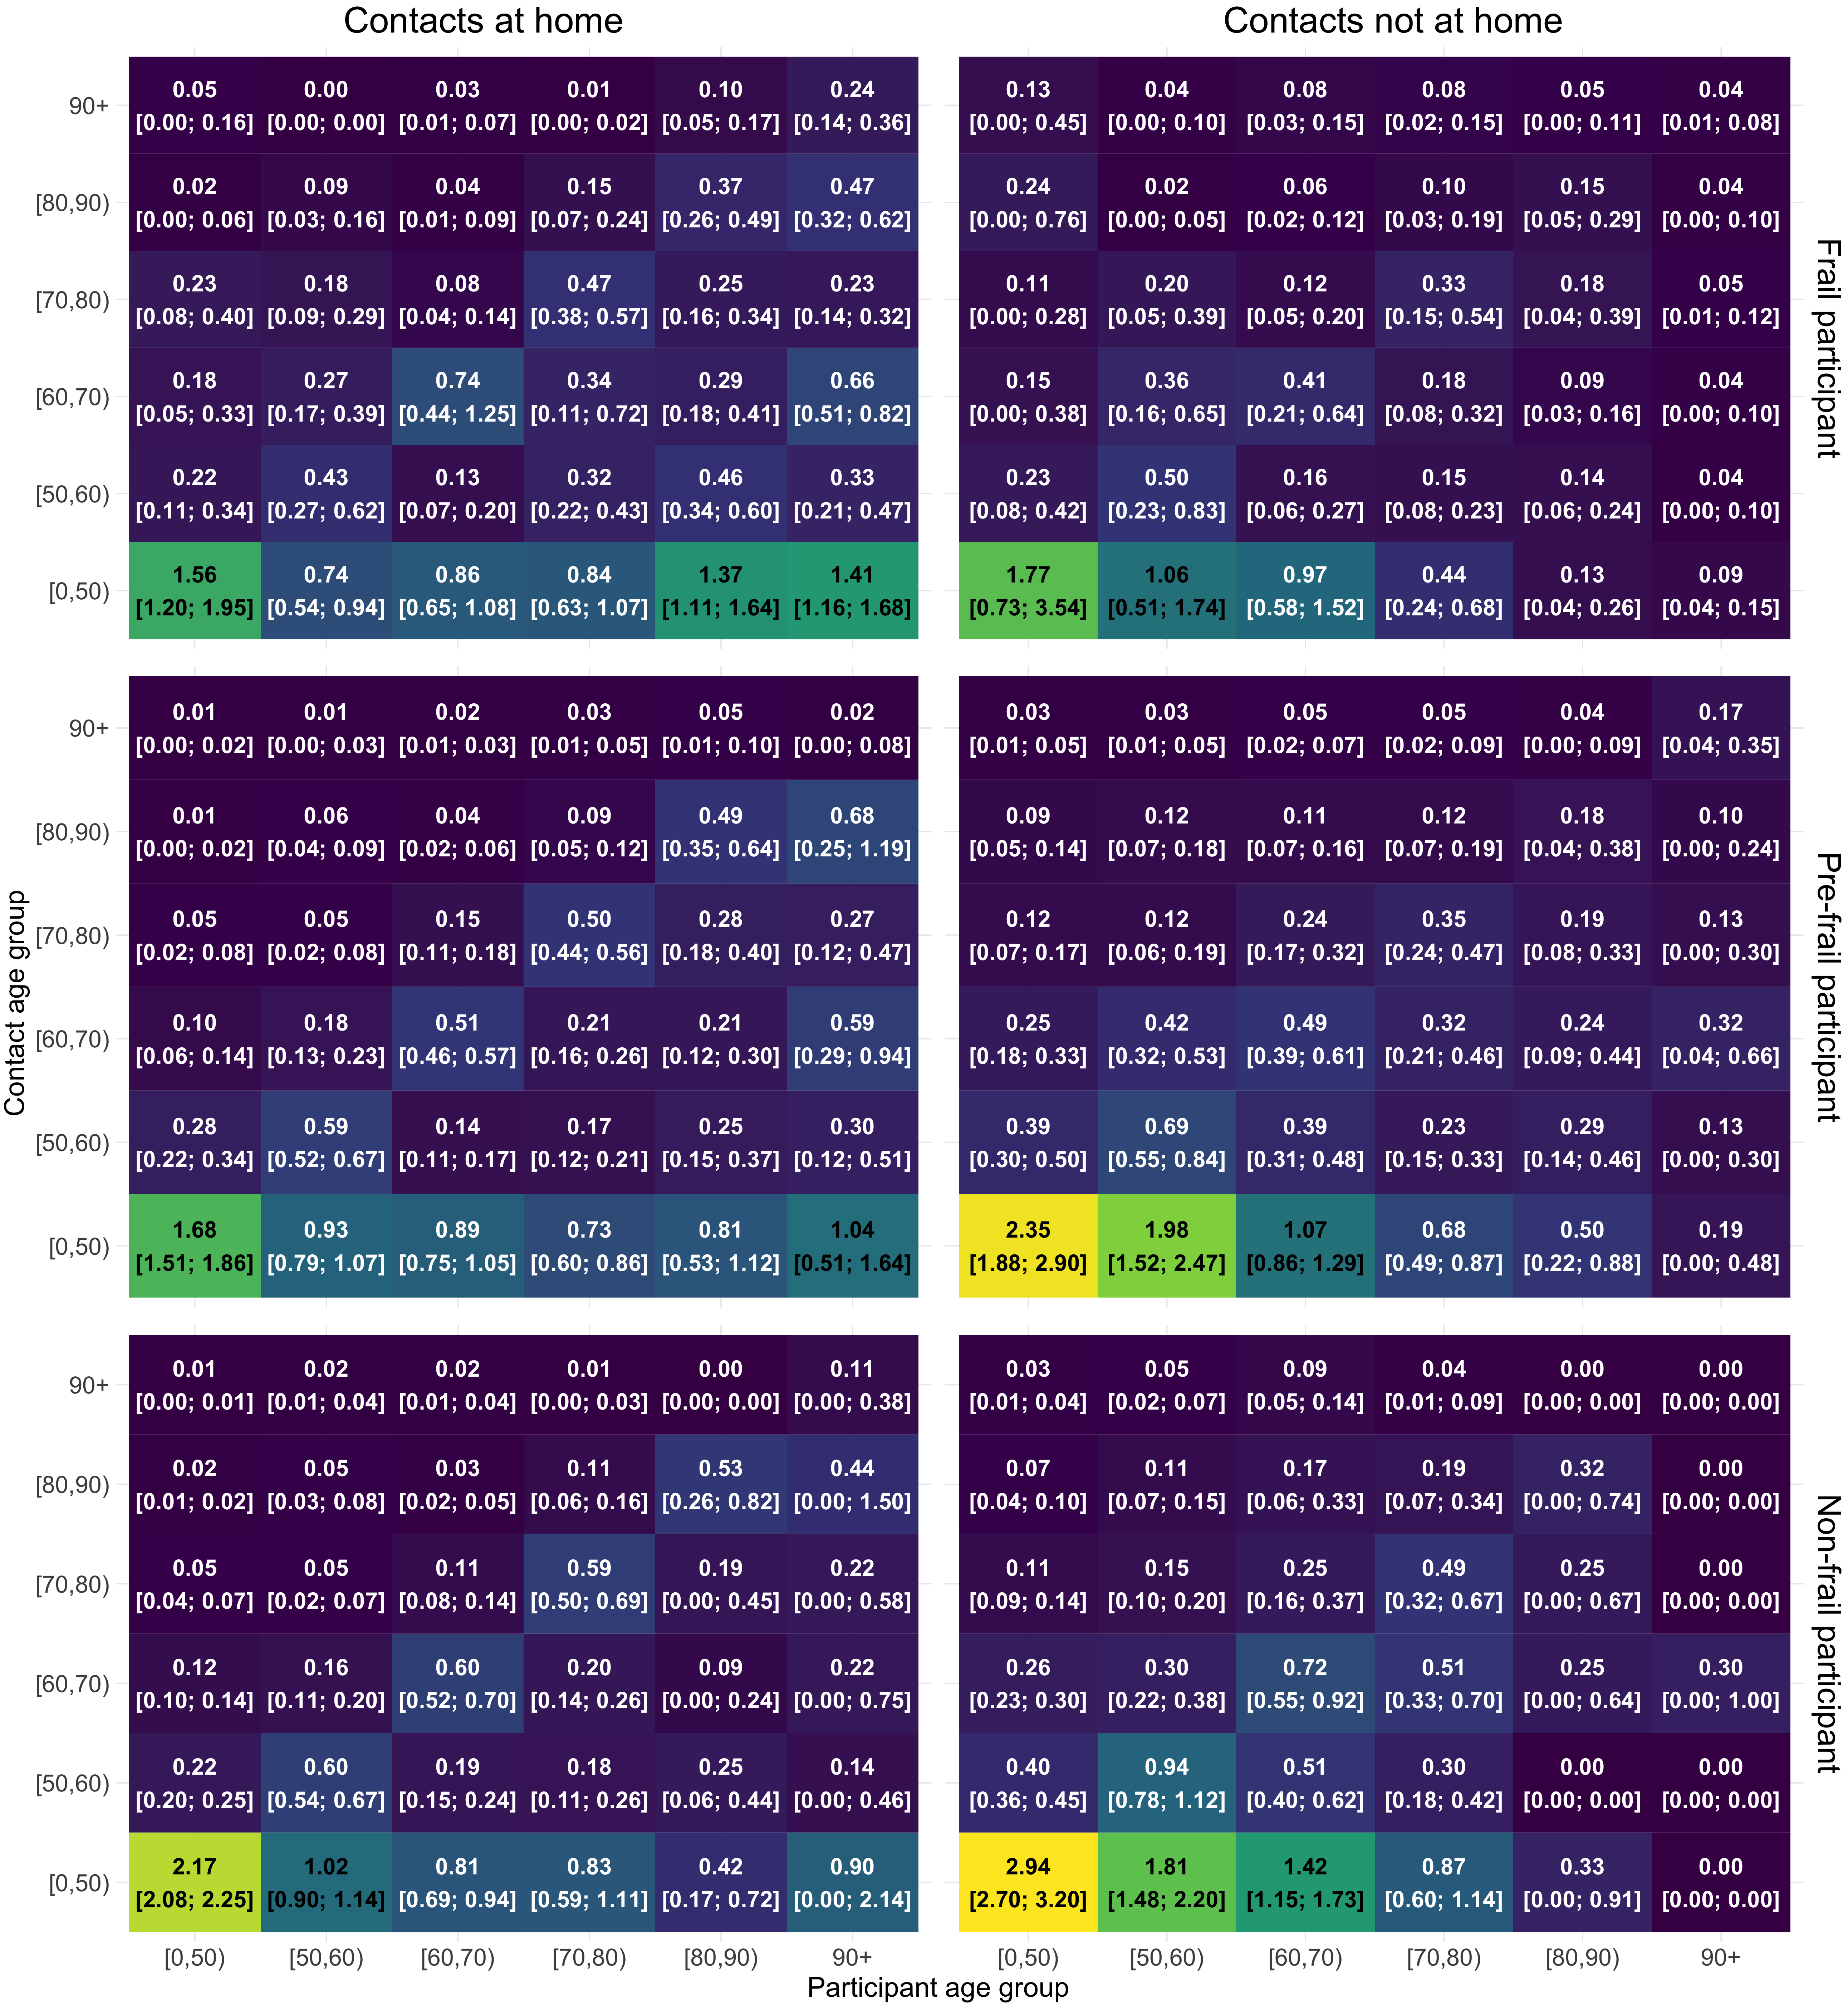 Contacts at home Contacts not at home
0.05 0.00 0.03 0.01 0.10 0.24 0.13 0.04 0.08 0.08 0.05 0.04
90+
[0.00; 0.16] [0.00; 0.00] [0.01; 0.07] [0.00; 0.02] [0.05; 0.17] [0.14; 0.36] [0.00; 0.45] [0.00; 0.10] [0.03; 0.15] [0.02; 0.15] [0.00; 0.11] [0.01; 0.08]
0.02 0.09 0.04 0.15 0.37 0.47 0.24 0.02 0.06 0.10 0.15 0.04
[80,90)
[0.00; 0.06] [0.03; 0.16] [0.01; 0.09] [0.07; 0.24] [0.26; 0.49] [0.32; 0.62] [0.00; 0.76] [0.00; 0.05] [0.02; 0.12] [0.03; 0.19] [0.05; 0.29] [0.00; 0.10]
0.23 0.18 0.08 0.47 0.25 0.23 0.11 0.20 0.12 0.33 0.18 0.05
[70,80)
[0.08; 0.40] [0.09; 0.29] [0.04; 0.14] [0.38; 0.57] [0.16; 0.34] [0.14; 0.32] [0.00; 0.28] [0.05; 0.39] [0.05; 0.20] [0.15; 0.54] [0.04; 0.39] [0.01; 0.12]
0.18 0.27 0.74 0.34 0.29 0.66 0.15 0.36 0.41 0.18 0.09 0.04
[60,70)
[0.05; 0.33] [0.17; 0.39] [0.44; 1.25] [0.11; 0.72] [0.18; 0.41] [0.51; 0.82] [0.00; 0.38] [0.16; 0.65] [0.21; 0.64] [0.08; 0.32] [0.03; 0.16] [0.00; 0.10]
0.22 0.43 0.13 0.32 0.46 0.33 0.23 0.50 0.16 0.15 0.14 0.04
[50,60)
[0.11; 0.34] [0.27; 0.62] [0.07; 0.20] [0.22; 0.43] [0.34; 0.60] [0.21; 0.47] [0.08; 0.42] [0.23; 0.83] [0.06; 0.27] [0.08; 0.23] [0.06; 0.24] [0.00; 0.10]
1.56 0.74 0.86 0.84 1.37 1.41 1.77 1.06 0.97 0.44 0.13 0.09
[0,50)
[1.20; 1.95] [0.54; 0.94] [0.65; 1.08] [0.63; 1.07] [1.11; 1.64] [1.16; 1.68] [0.73; 3.54] [0.51; 1.74] [0.58; 1.52] [0.24; 0.68] [0.04; 0.26] [0.04; 0.15]
Frail participant
0.01 0.01 0.02 0.03 0.05 0.02 0.03 0.03 0.05 0.05 0.04 0.17
90+
[0.00; 0.02] [0.00; 0.03] [0.01; 0.03] [0.01; 0.05] [0.01; 0.10] [0.00; 0.08] [0.01; 0.05] [0.01; 0.05] [0.02; 0.07] [0.02; 0.09] [0.00; 0.09] [0.04; 0.35]
0.01 0.06 0.04 0.09 0.49 0.68 0.09 0.12 0.11 0.12 0.18 0.10
[80,90)
[0.00; 0.02] [0.04; 0.09] [0.02; 0.06] [0.05; 0.12] [0.35; 0.64] [0.25; 1.19] [0.05; 0.14] [0.07; 0.18] [0.07; 0.16] [0.07; 0.19] [0.04; 0.38] [0.00; 0.24]
0.05 0.05 0.15 0.50 0.28 0.27 0.12 0.12 0.24 0.35 0.19 0.13
[70,80)
[0.02; 0.08] [0.02; 0.08] [0.11; 0.18] [0.44; 0.56] [0.18; 0.40] [0.12; 0.47] [0.07; 0.17] [0.06; 0.19] [0.17; 0.32] [0.24; 0.47] [0.08; 0.33] [0.00; 0.30]
0.10 0.18 0.51 0.21 0.21 0.59 0.25 0.42 0.49 0.32 0.24 0.32
[60,70)
[0.06; 0.14] [0.13; 0.23] [0.46; 0.57] [0.16; 0.26] [0.12; 0.30] [0.29; 0.94] [0.18; 0.33] [0.32; 0.53] [0.39; 0.61] [0.21; 0.46] [0.09; 0.44] [0.04; 0.66]
0.28 0.59 0.14 0.17 0.25 0.30 0.39 0.69 0.39 0.23 0.29 0.13
[50,60)
[0.22; 0.34] [0.52; 0.67] [0.11; 0.17] [0.12; 0.21] [0.15; 0.37] [0.12; 0.51] [0.30; 0.50] [0.55; 0.84] [0.31; 0.48] [0.15; 0.33] [0.14; 0.46] [0.00; 0.30]
1.68 0.93 0.89 0.73 0.81 1.04 2.35 1.98 1.07 0.68 0.50 0.19
[0,50)
[1.51; 1.86] [0.79; 1.07] [0.75; 1.05] [0.60; 0.86] [0.53; 1.12] [0.51; 1.64] [1.88; 2.90] [1.52; 2.47] [0.86; 1.29] [0.49; 0.87] [0.22; 0.88] [0.00; 0.48]
Pre-frail participant
Contact age group
0.01 0.02 0.02 0.01 0.00 0.11 0.03 0.05 0.09 0.04 0.00 0.00
90+
[0.00; 0.01] [0.01; 0.04] [0.01; 0.04] [0.00; 0.03] [0.00; 0.00] [0.00; 0.38] [0.01; 0.04] [0.02; 0.07] [0.05; 0.14] [0.01; 0.09] [0.00; 0.00] [0.00; 0.00]
0.02 0.05 0.03 0.11 0.53 0.44 0.07 0.11 0.17 0.19 0.32 0.00
[80,90)
[0.01; 0.02] [0.03; 0.08] [0.02; 0.05] [0.06; 0.16] [0.26; 0.82] [0.00; 1.50] [0.04; 0.10] [0.07; 0.15] [0.06; 0.33] [0.07; 0.34] [0.00; 0.74] [0.00; 0.00]
0.05 0.05 0.11 0.59 0.19 0.22 0.11 0.15 0.25 0.49 0.25 0.00
[70,80)
[0.04; 0.07] [0.02; 0.07] [0.08; 0.14] [0.50; 0.69] [0.00; 0.45] [0.00; 0.58] [0.09; 0.14] [0.10; 0.20] [0.16; 0.37] [0.32; 0.67] [0.00; 0.67] [0.00; 0.00]
0.12 0.16 0.60 0.20 0.09 0.22 0.26 0.30 0.72 0.51 0.25 0.30
[60,70)
[0.10; 0.14] [0.11; 0.20] [0.52; 0.70] [0.14; 0.26] [0.00; 0.24] [0.00; 0.75] [0.23; 0.30] [0.22; 0.38] [0.55; 0.92] [0.33; 0.70] [0.00; 0.64] [0.00; 1.00]
0.22 0.60 0.19 0.18 0.25 0.14 0.40 0.94 0.51 0.30 0.00 0.00
[50,60)
[0.20; 0.25] [0.54; 0.67] [0.15; 0.24] [0.11; 0.26] [0.06; 0.44] [0.00; 0.46] [0.36; 0.45] [0.78; 1.12] [0.40; 0.62] [0.18; 0.42] [0.00; 0.00] [0.00; 0.00]
2.17 1.02 0.81 0.83 0.42 0.90 2.94 1.81 1.42 0.87 0.33 0.00
[0,50)
[2.08; 2.25] [0.90; 1.14] [0.69; 0.94] [0.59; 1.11] [0.17; 0.72] [0.00; 2.14] [2.70; 3.20] [1.48; 2.20] [1.15; 1.73] [0.60; 1.14] [0.00; 0.91] [0.00; 0.00]
Non-frail participant
[0,50) [50,60) [60,70) [70,80) [80,90) 90+ [0,50) [50,60) [60,70) [70,80) [80,90) 90+
Participant age group